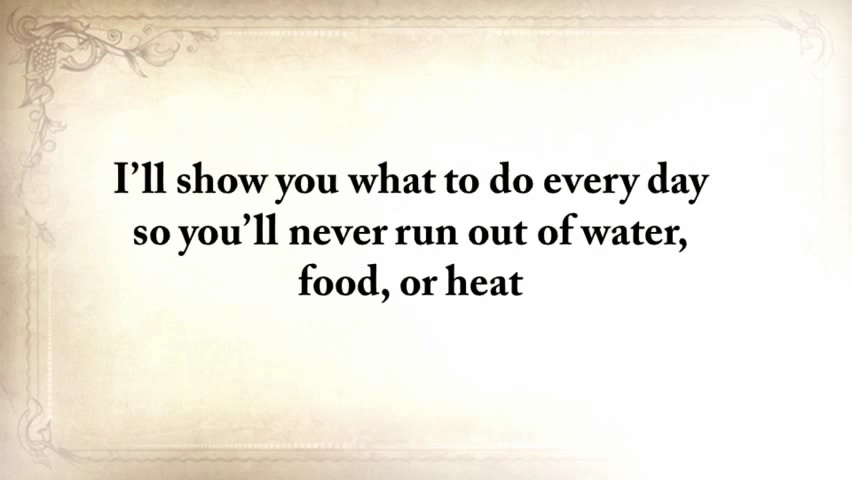 I’ll show you what to do every day
so you’ll never run out of water,
food, or heat